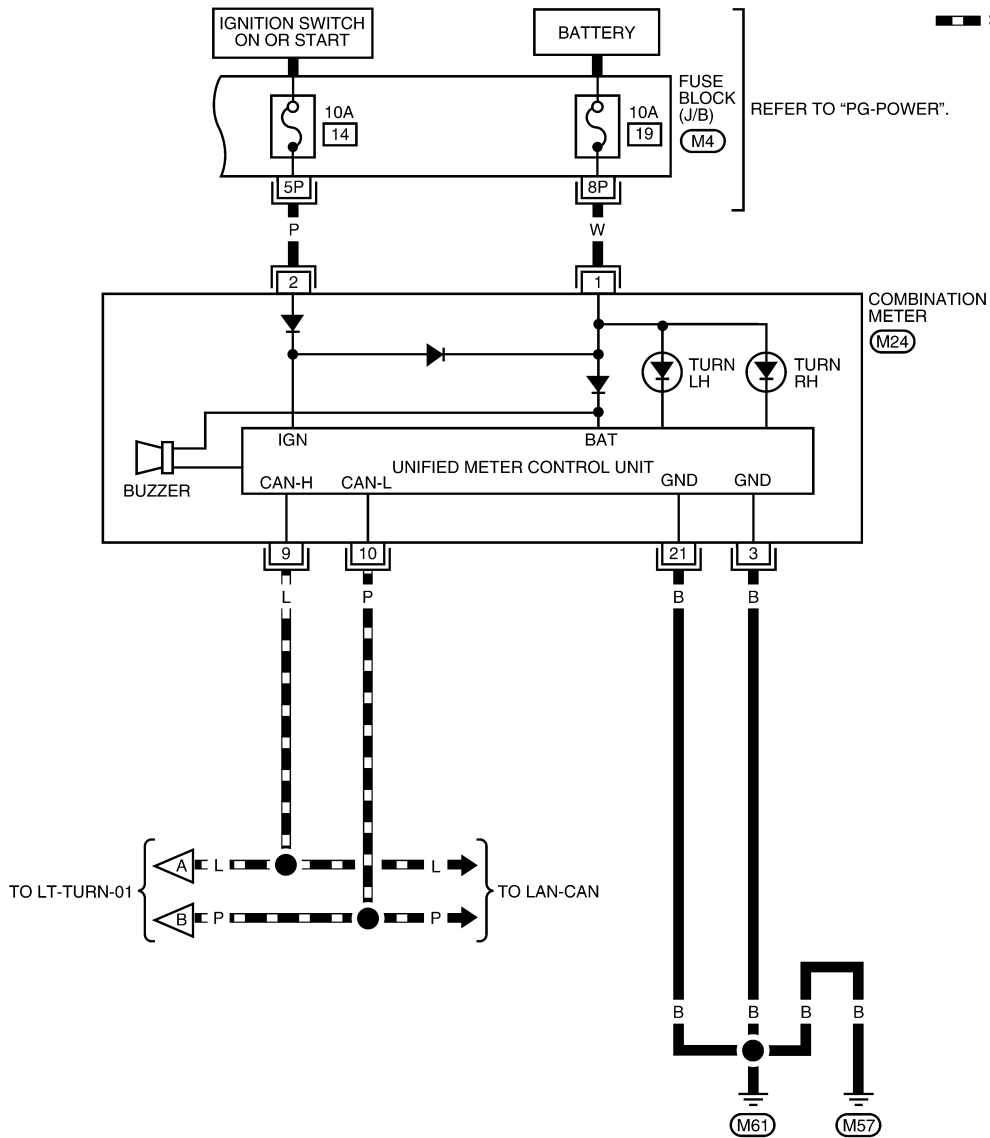 IGNITION SWITCH
ON OR START
BATTERY
10A
14
10A
19
FUSE
BLOCK
(J/B)
M4
REFER TO “PG-POWER”.
5P
8P
P
W
2
1
COMBINATION
METER
M24
TURN
LH
TURN
RH
IGN
BAT
BUZZER
UNIFIED METER CONTROL UNIT
CAN-H
CAN-L
GND
GND
9
10
21
3
L
P
B
B
TO LT-TURN-01
A
L
L
TO LAN-CAN
B
P
P
B
B
B
B
M61
M57